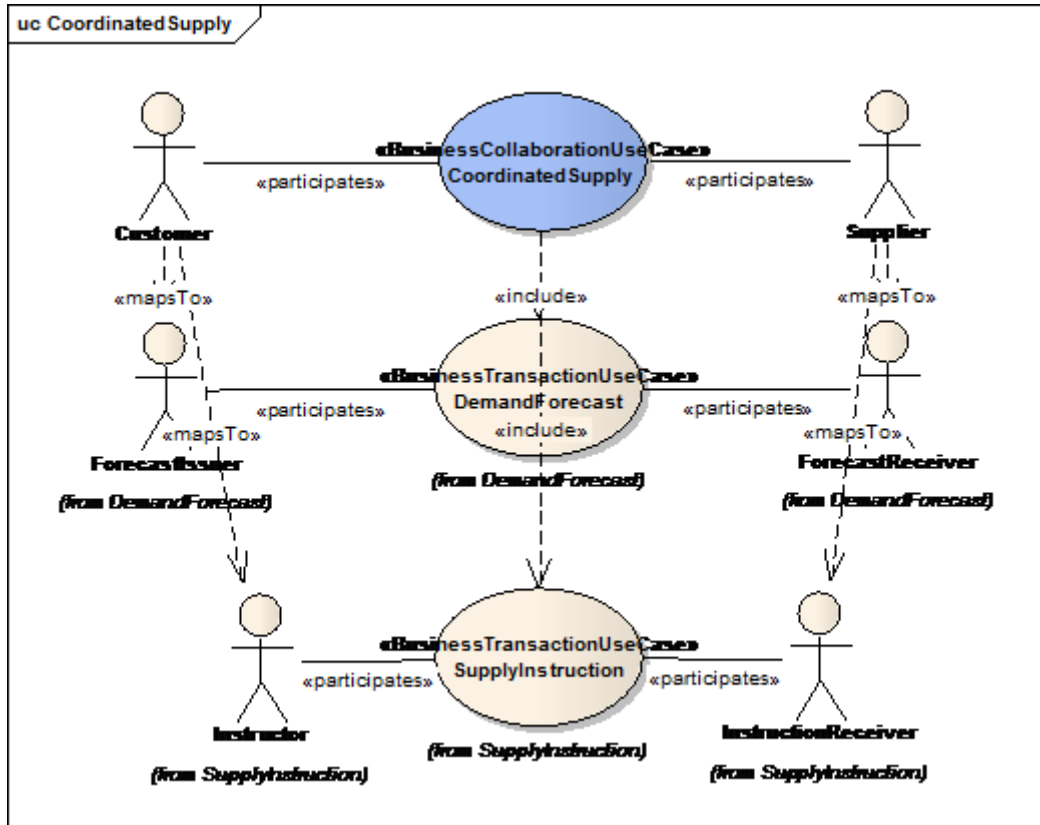 uc CoordinatedSupply
«BusinessCollaborationUseCase»
CoordinatedSupply
«participates»
«participates»
Customer
Supplier
«mapsTo»
«include»
«mapsTo»
«BusinessTransactionUseCase»
DemandForecast
«participates»
«participates»
«mapsTo»
«include»
«mapsTo»
ForecastIssuer
ForecastReceiver
(from DemandForecast)
(from DemandForecast)
(from DemandForecast)
«BusinessTransactionUseCase»
SupplyInstruction
«participates»
«participates»
Instructor
InstructionReceiver
(from SupplyInstruction)
(from SupplyInstruction)
(from SupplyInstruction)